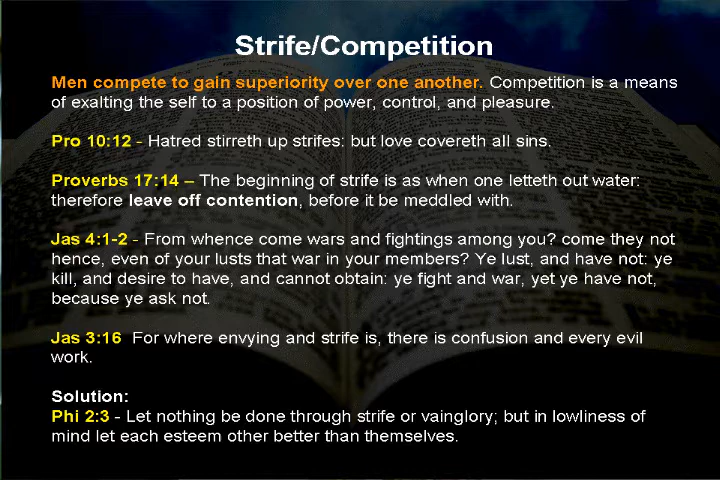 Strife/Competition
Men compete to gain superiority over one another. Competition is a means
of exalting the self to a position of power, control, and pleasure.
Pro 10:12 - Hatred stirreth up strifes: but love covereth all sins.
Proverbs 17:14 – The beginning of strife is as when one letteth out water:
therefore leave off contention, before it be meddled with.
Jas 4:1-2 - From whence come wars and fightings among you? come they not
hence, even of your lusts that war in your members? Ye lust, and have not: ye
kill, and desire to have, and cannot obtain: ye fight and war, yet ye have not,
because ye ask not.
Jas 3:16 For where envying and strife is, there is confusion and every evil
work.
Solution:
Phi 2:3 - Let nothing be done through strife or vainglory; but in lowliness of
mind let each esteem other better than themselves.